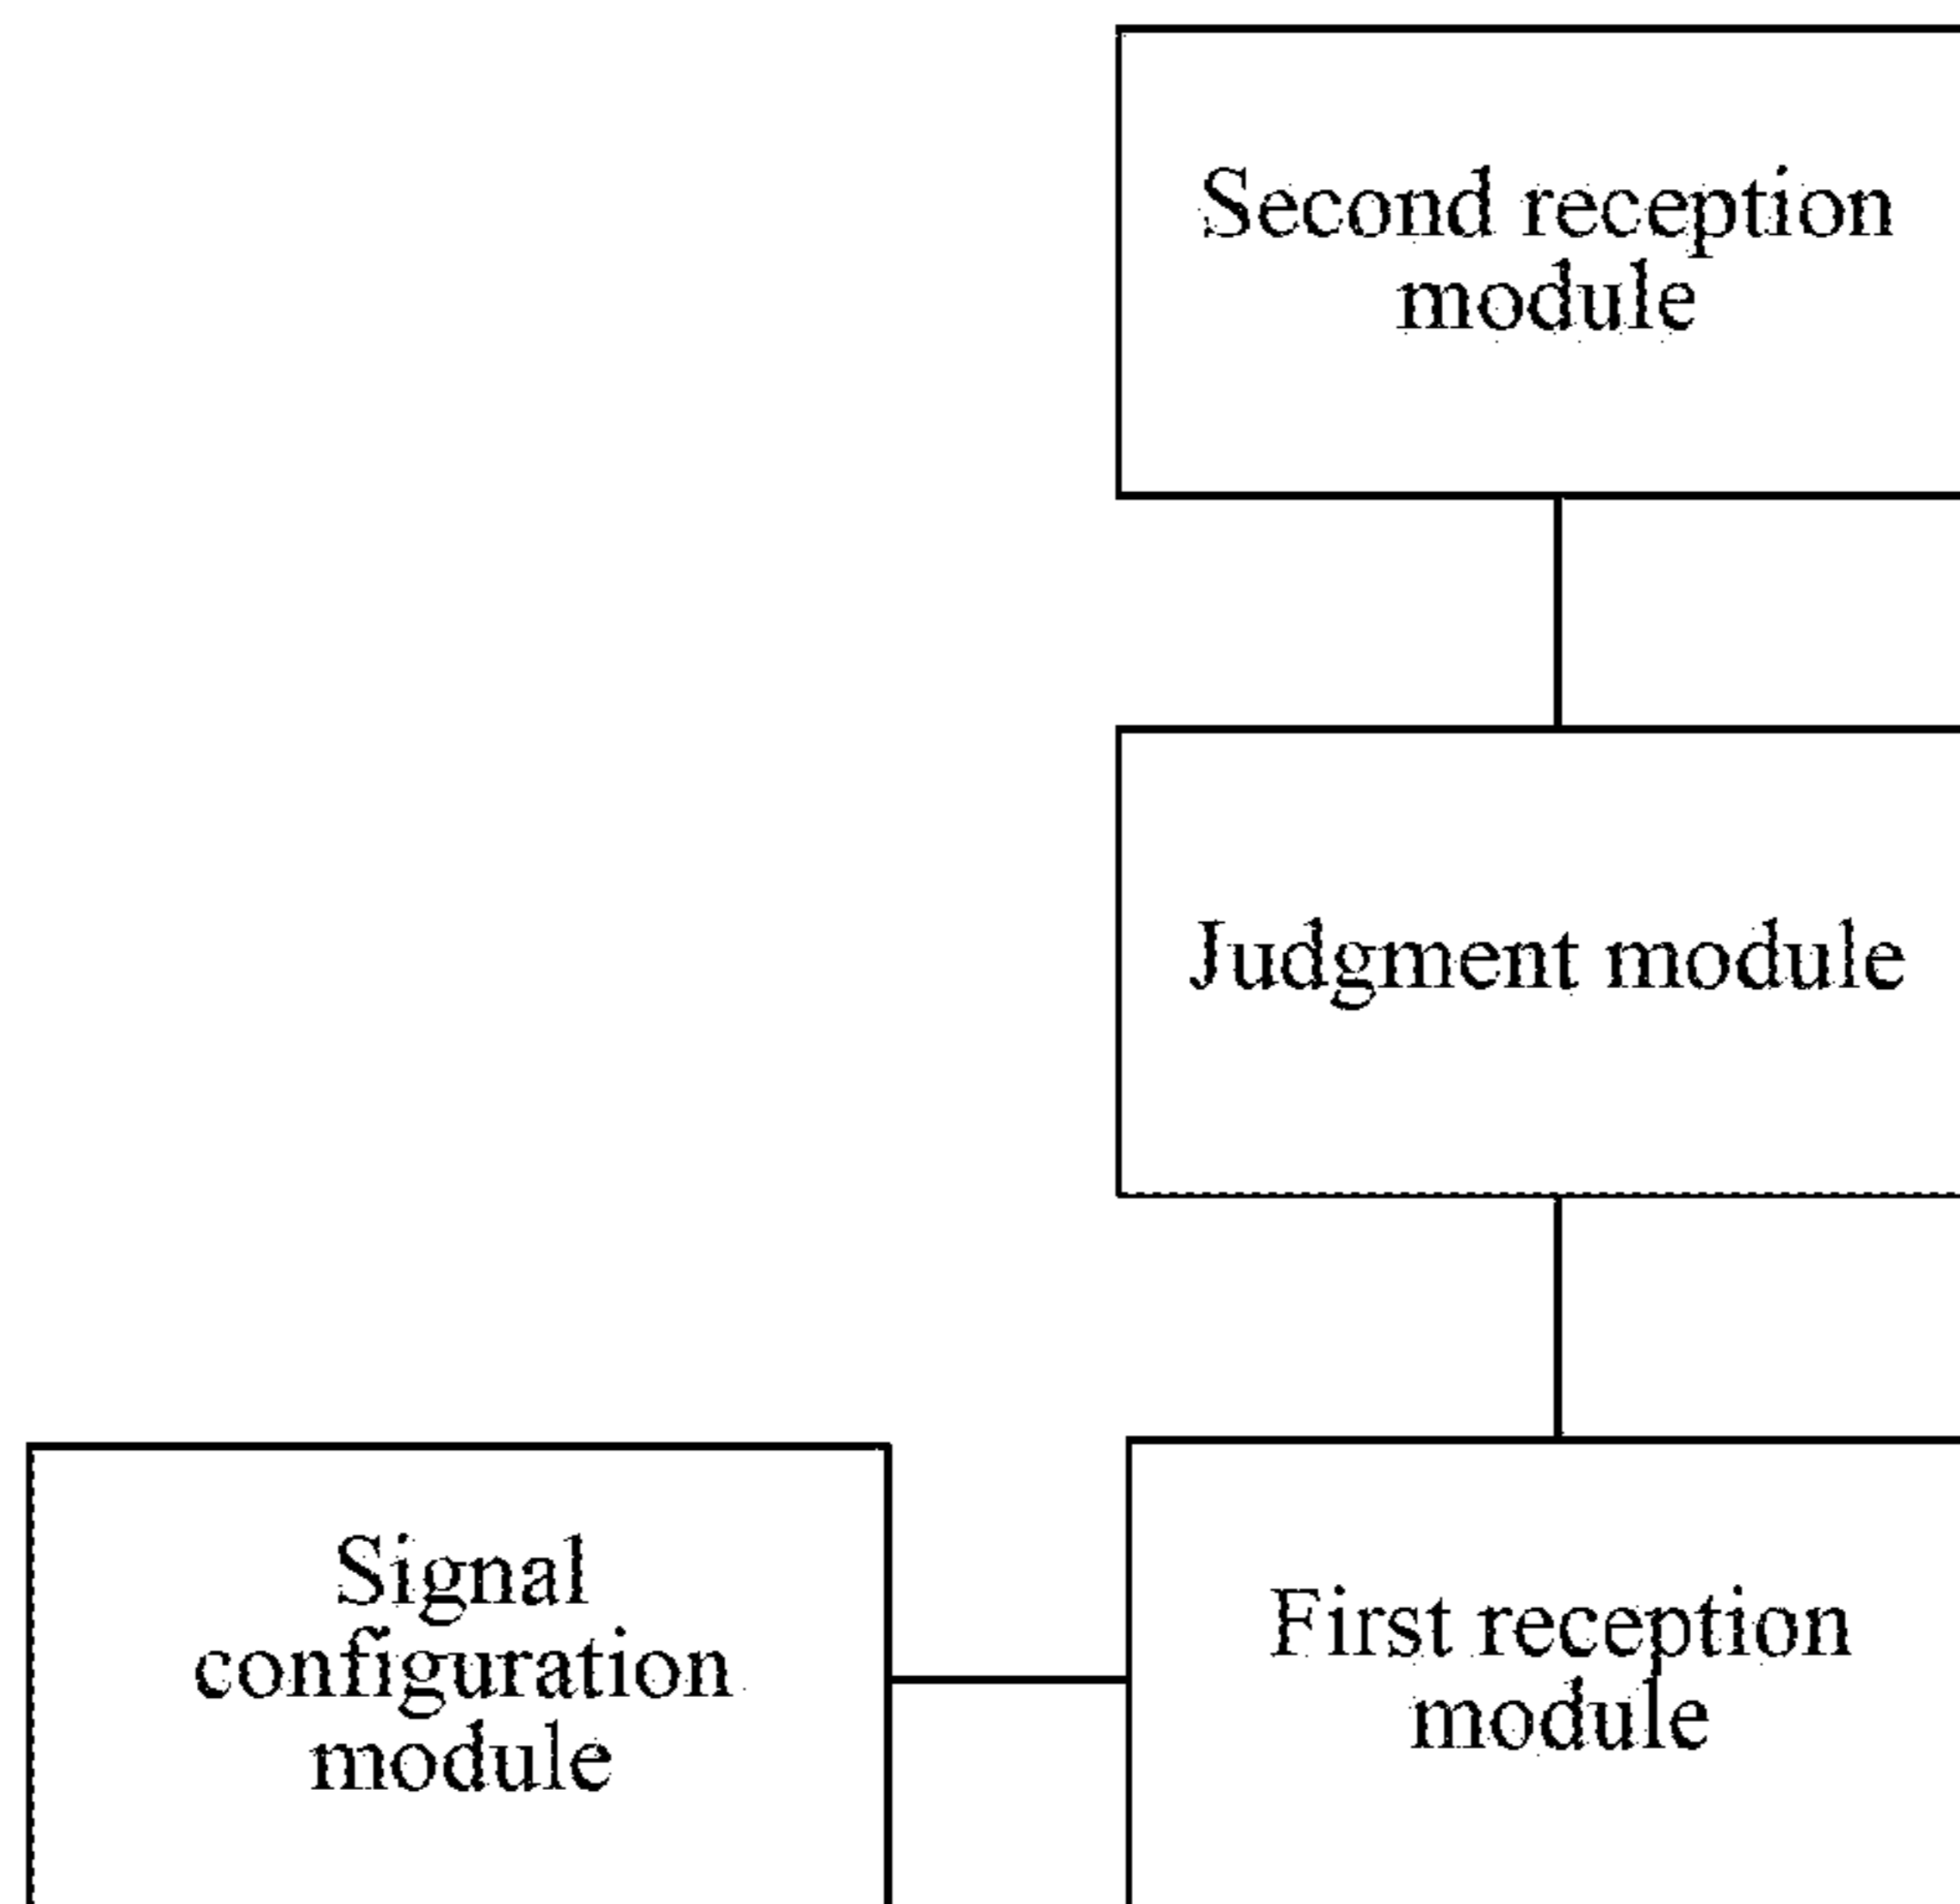 Second reception
module
Judgment module
Signal
configuration
module
First reception
module